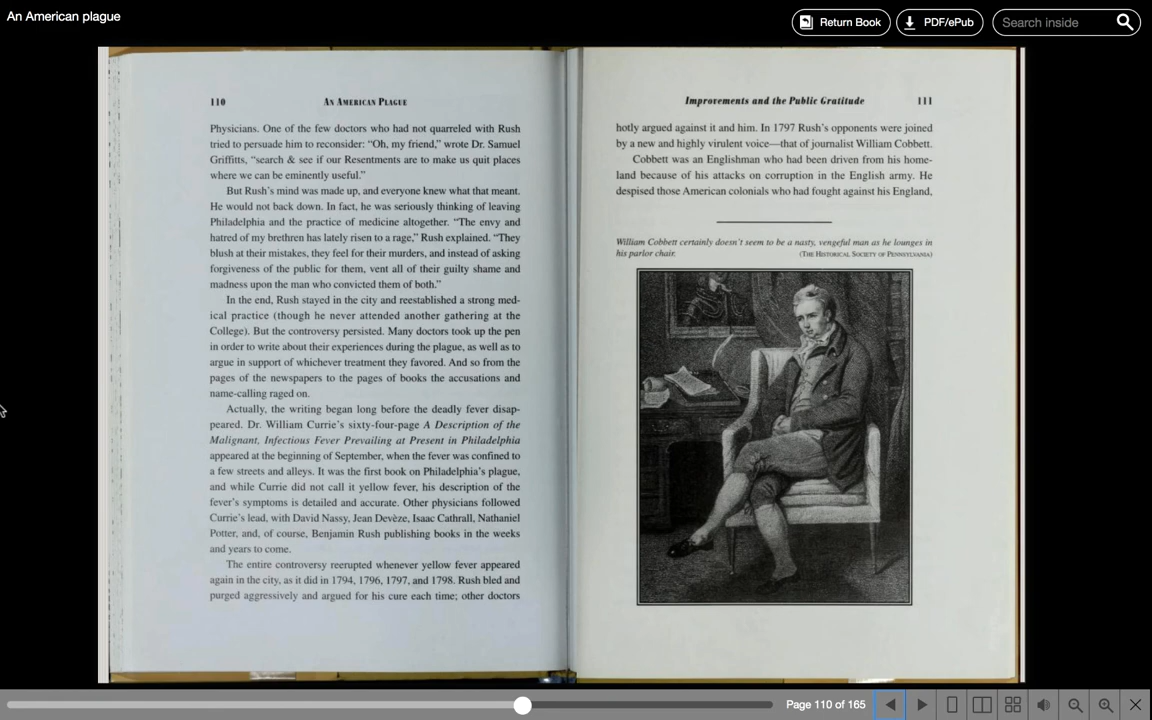 An American plague
Return Book
PDF/ePub
Search inside
110
AN AMERICAN PLAGUE
Physicians. One of the few doctors who had not quarreled with Rush
tried to persuade him to reconsider: “Oh, my friend,” wrote Dr. Samuel
Griffitts, “search & see if our Resentments are to make us quit places
where we can be eminently useful.”
But Rush’s mind was made up, and everyone knew what that meant.
He would not back down. In fact, he was seriously thinking of leaving
Philadelphia and the practice of medicine altogether. “The envy and
hatred of my brethren has lately risen to a rage,” Rush explained. “They
blush at their mistakes, they feel for their murders, and instead of asking
forgiveness of the public for them, vent all of their guilty shame and
madness upon the man who convicted them of both.”
In the end, Rush stayed in the city and reestablished a strong med-
ical practice (though he never attended another gathering at the
College). But the controversy persisted. Many doctors took up the pen
in order to write about their experiences during the plague, as well as to
argue in support of whichever treatment they favored. And so from the
pages of the newspapers to the pages of books the accusations and
name-calling raged on.
Actually, the writing began long before the deadly fever disap-
peared. Dr. William Currie’s sixty-four-page A Description of the
Malignant, Infectious Fever Prevailing at Present in Philadelphia
appeared at the beginning of September, when the fever was confined to
a few streets and alleys. It was the first book on Philadelphia’s plague,
and while Currie did not call it yellow fever, his description of the
fever’s symptoms is detailed and accurate. Other physicians followed
Currie’s lead, with David Nassy, Jean Devèze, Isaac Cathrall, Nathaniel
Potter, and, of course, Benjamin Rush publishing books in the weeks
and years to come.
The entire controversy reerupted whenever yellow fever appeared
again in the city, as it did in 1794, 1796, 1797, and 1798. Rush bled and
purged aggressively and argued for his cure each time; other doctors
Improvements and the Public Gratitude
111
hotly argued against it and him. In 1797 Rush’s opponents were joined
by a new and highly virulent voice—that of journalist William Cobbett.
Cobbett was an Englishman who had been driven from his home-
land because of his attacks on corruption in the English army. He
despised those American colonials who had fought against his England,
William Cobbett certainly doesn’t seem to be a nasty, vengeful man as he lounges in
his parlor chair. (THE HISTORICAL SOCIETY OF PENNSYLVANIA)
Page 110 of 165